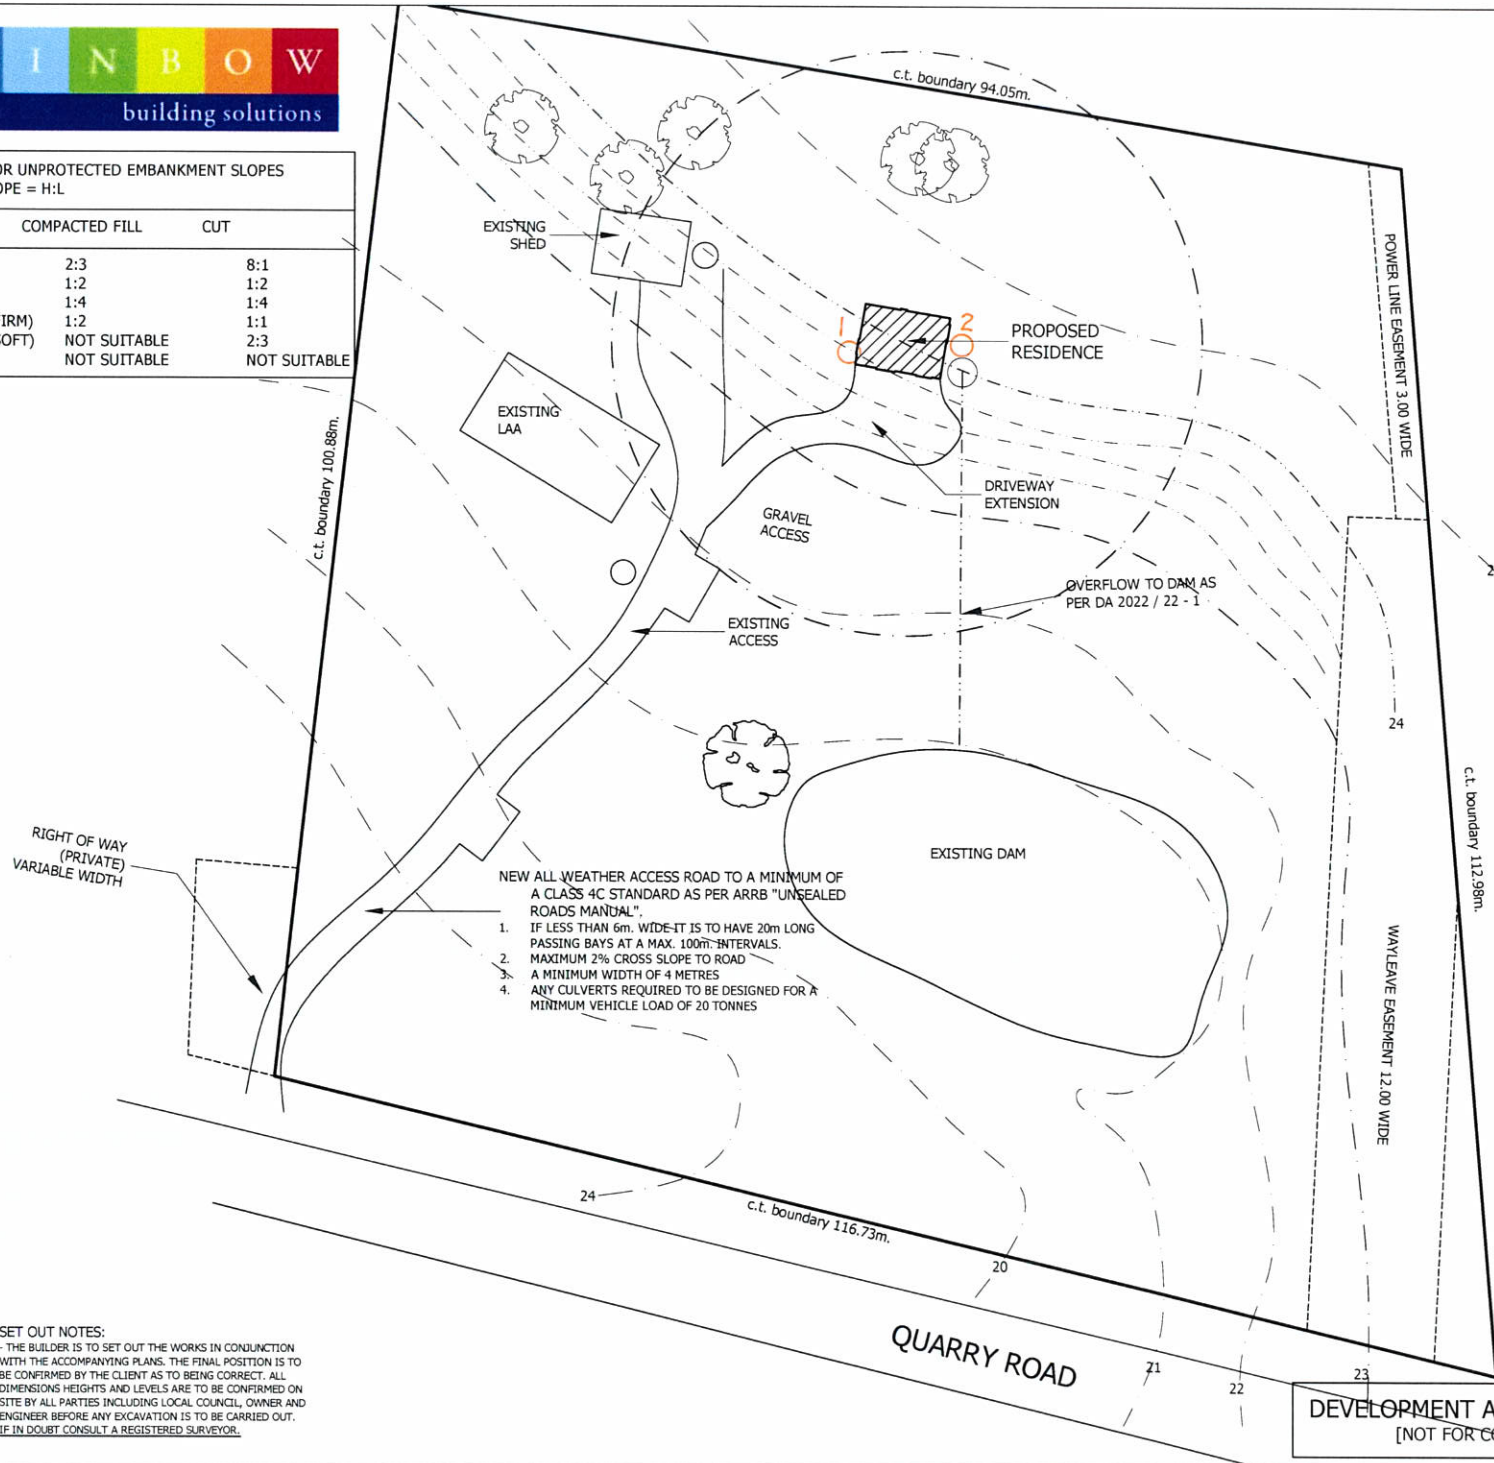 I N B O W
building solutions
OR UNPROTECTED EMBANKMENT SLOPES
OPE = H:L
COMPACTED FILL CUT
2:3 8:1
1:2 1:2
1:4 1:4
IRM) 1:2 1:1
SOFT) NOT SUITABLE 2:3
NOT SUITABLE NOT SUITABLE
c.t. boundary 94.05m.
EXISTING
SHED
POWER LINE EASEMENT 3.00 WIDE
1
2
PROPOSED
RESIDENCE
EXISTING
LAA
c.t. boundary 100.88m.
DRIVEWAY
EXTENSION
GRAVEL
ACCESS
2
OVERFLOW TO DAM AS
PER DA 2022 / 22 - 1
EXISTING
ACCESS
24
c.t. boundary 112.98m.
RIGHT OF WAY
(PRIVATE)
VARIABLE WIDTH
EXISTING DAM
NEW ALL WEATHER ACCESS ROAD TO A MINIMUM OF
A CLASS 4C STANDARD AS PER ARRB "UNSEALED
ROADS MANUAL".
1. IF LESS THAN 6m. WIDE IT IS TO HAVE 20m LONG
PASSING BAYS AT A MAX. 100m. INTERVALS.
2. MAXIMUM 2% CROSS SLOPE TO ROAD
3. A MINIMUM WIDTH OF 4 METRES
4. ANY CULVERTS REQUIRED TO BE DESIGNED FOR A
MINIMUM VEHICLE LOAD OF 20 TONNES
WAYLEAVE EASEMENT 12.00 WIDE
24
c.t. boundary 116.73m.
20
QUARRY ROAD
21
22
23
SET OUT NOTES:
- THE BUILDER IS TO SET OUT THE WORKS IN CONJUNCTION
WITH THE ACCOMPANYING PLANS. THE FINAL POSITION IS TO
BE CONFIRMED BY THE CLIENT AS TO BEING CORRECT. ALL
DIMENSIONS HEIGHTS AND LEVELS ARE TO BE CONFIRMED ON
SITE BY ALL PARTIES INCLUDING LOCAL COUNCIL, OWNER AND
ENGINEER BEFORE ANY EXCAVATION IS TO BE CARRIED OUT.
IF IN DOUBT CONSULT A REGISTERED SURVEYOR.
DEVELOPMENT A
[NOT FOR CO